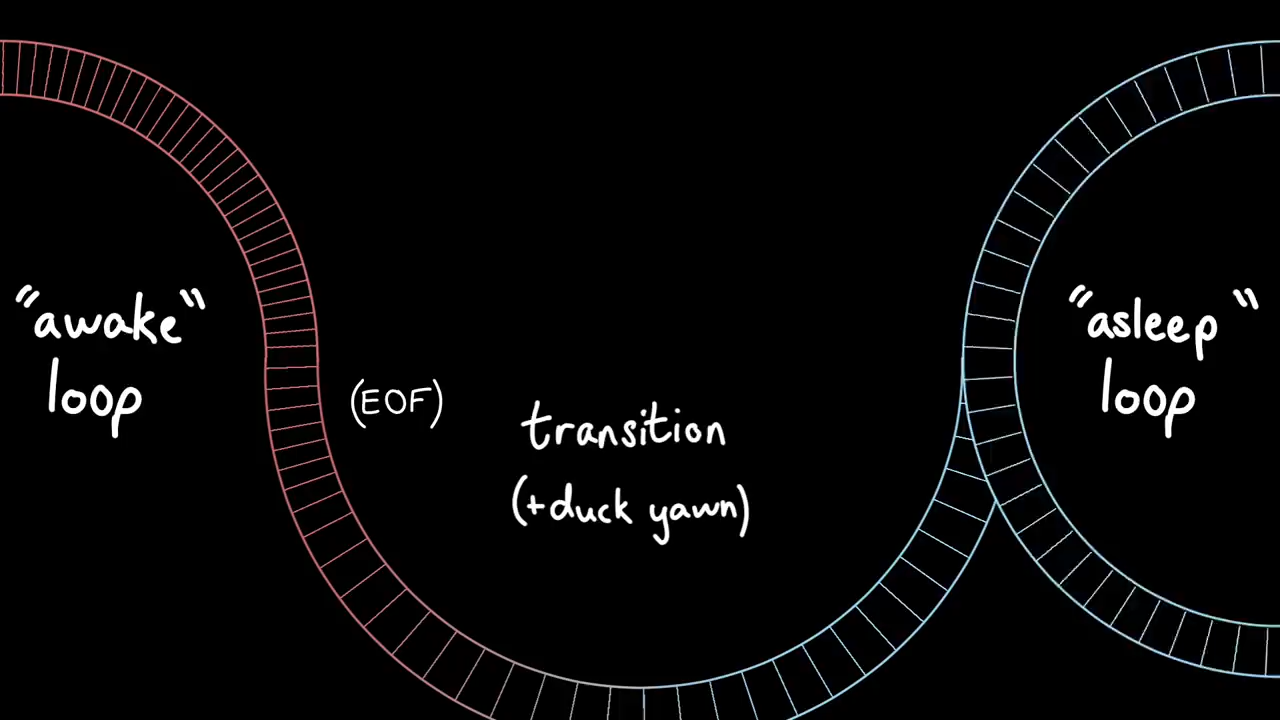 "awake"
loop
(EOF)
transition
(+duck yawn)
"asleep"
loop